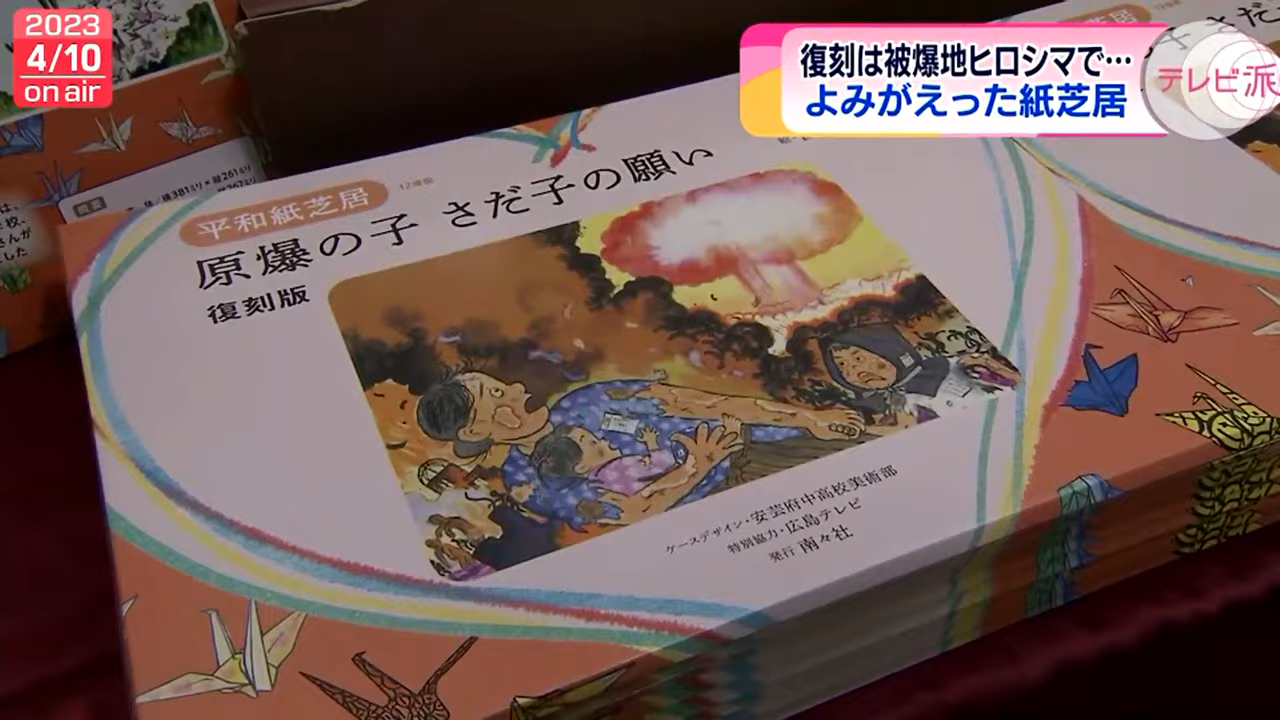 2023
4/10
on air
復刻は被爆地ヒロシマで…
よみがえった紙芝居
テレビ派
平和紙芝居
原爆の子 さだ子の願い
復刻版
ケースデザイン・安芸府中高校美術部
特別協力・広島テレビ
発行 南々社